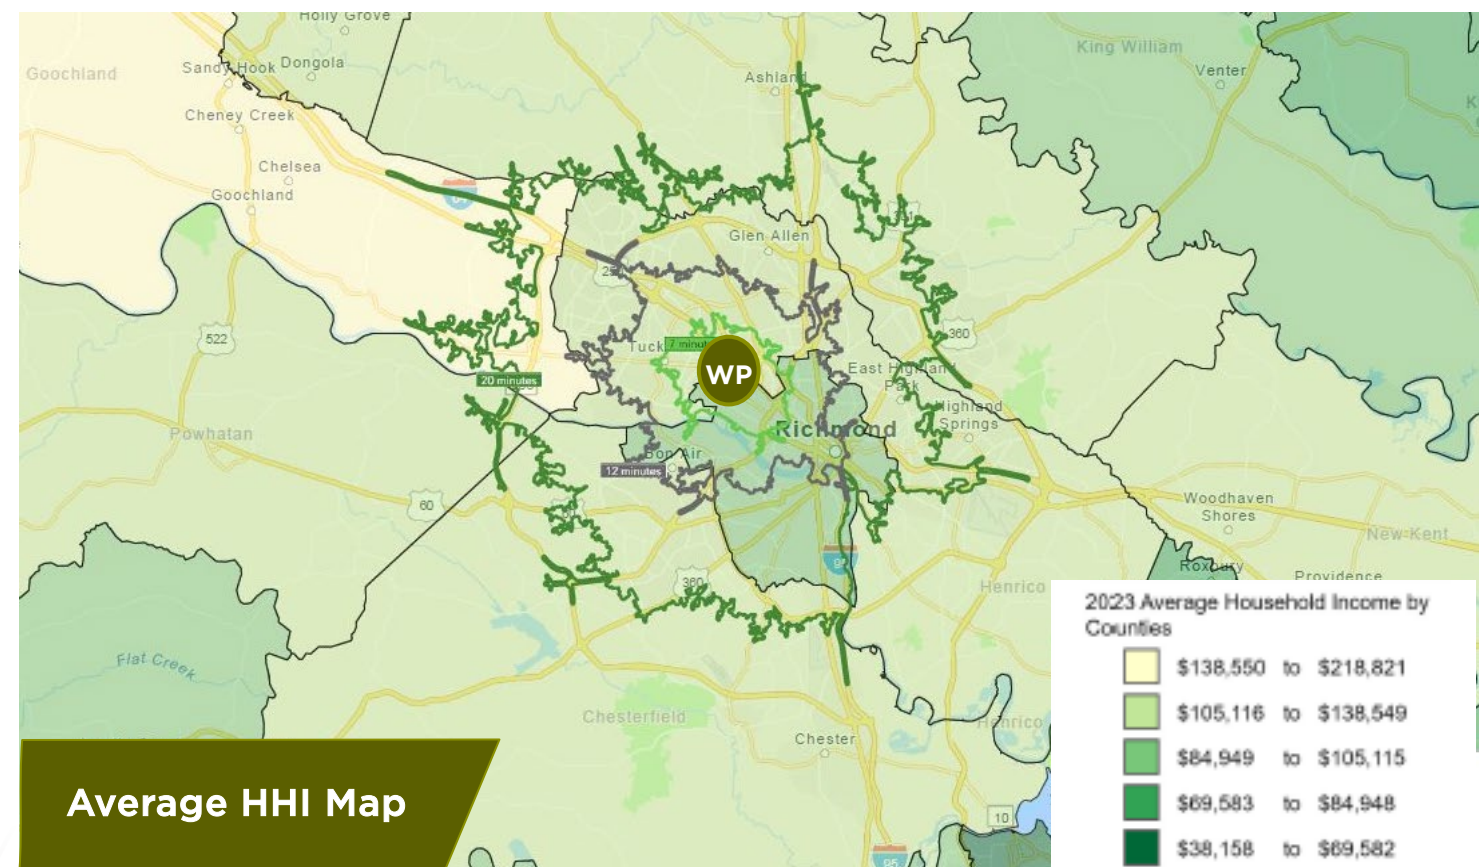 Holly Grove
King William
Goochland
Sandy Hook
Dongola
Ashland
Venter
Cheney Creek
Chelsea
Goochland
Glen Allen
522
360
7 minut
20 minutes
WP
East Highland
Park
Highland
Springs
Richmond
Powhatan
Bon Air
12 minutes
60
Woodhaven
Shores
New Kent
360
Roxbury
Providence
Henrico
Flat Creek
Chesterfield
Henrico
Chester
10
95
Average HHI Map
2023 Average Household Income by
Counties
$138,550 to $218,821
$105,116 to $138,549
$84,949 to $105,115
$69,583 to $84,948
$38,158 to $69,582